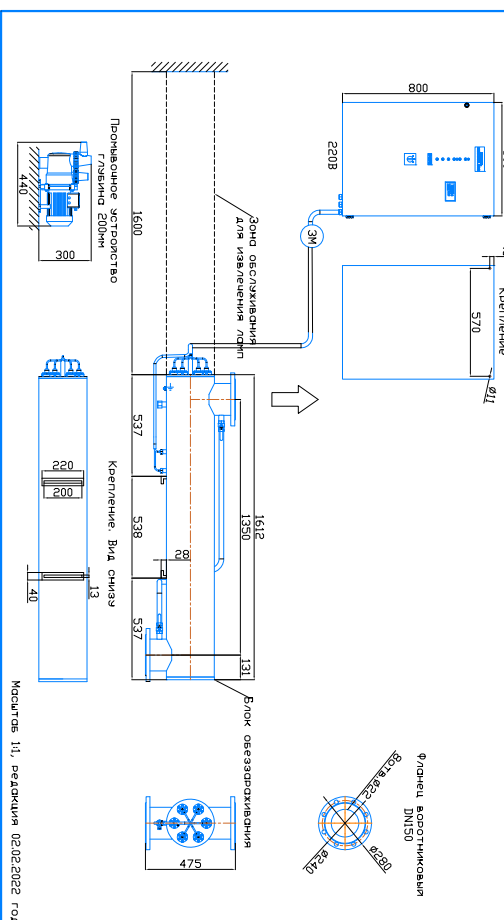 800
220В
3М
Крепление
570
Ø11
Зона обслуживания
для извлечения ламп
1600
Промывочное устройство
глубина 200мм
440
300
537
538
537
28
1612
1350
131
Блок обеззараживания
Крепление. Вид снизу
220
200
13
40
475
Фланец воротниковый
DN150
8отв.Ø22
Ø280
Ø240
Масштаб 1:1, редакция 02.02.2022 год